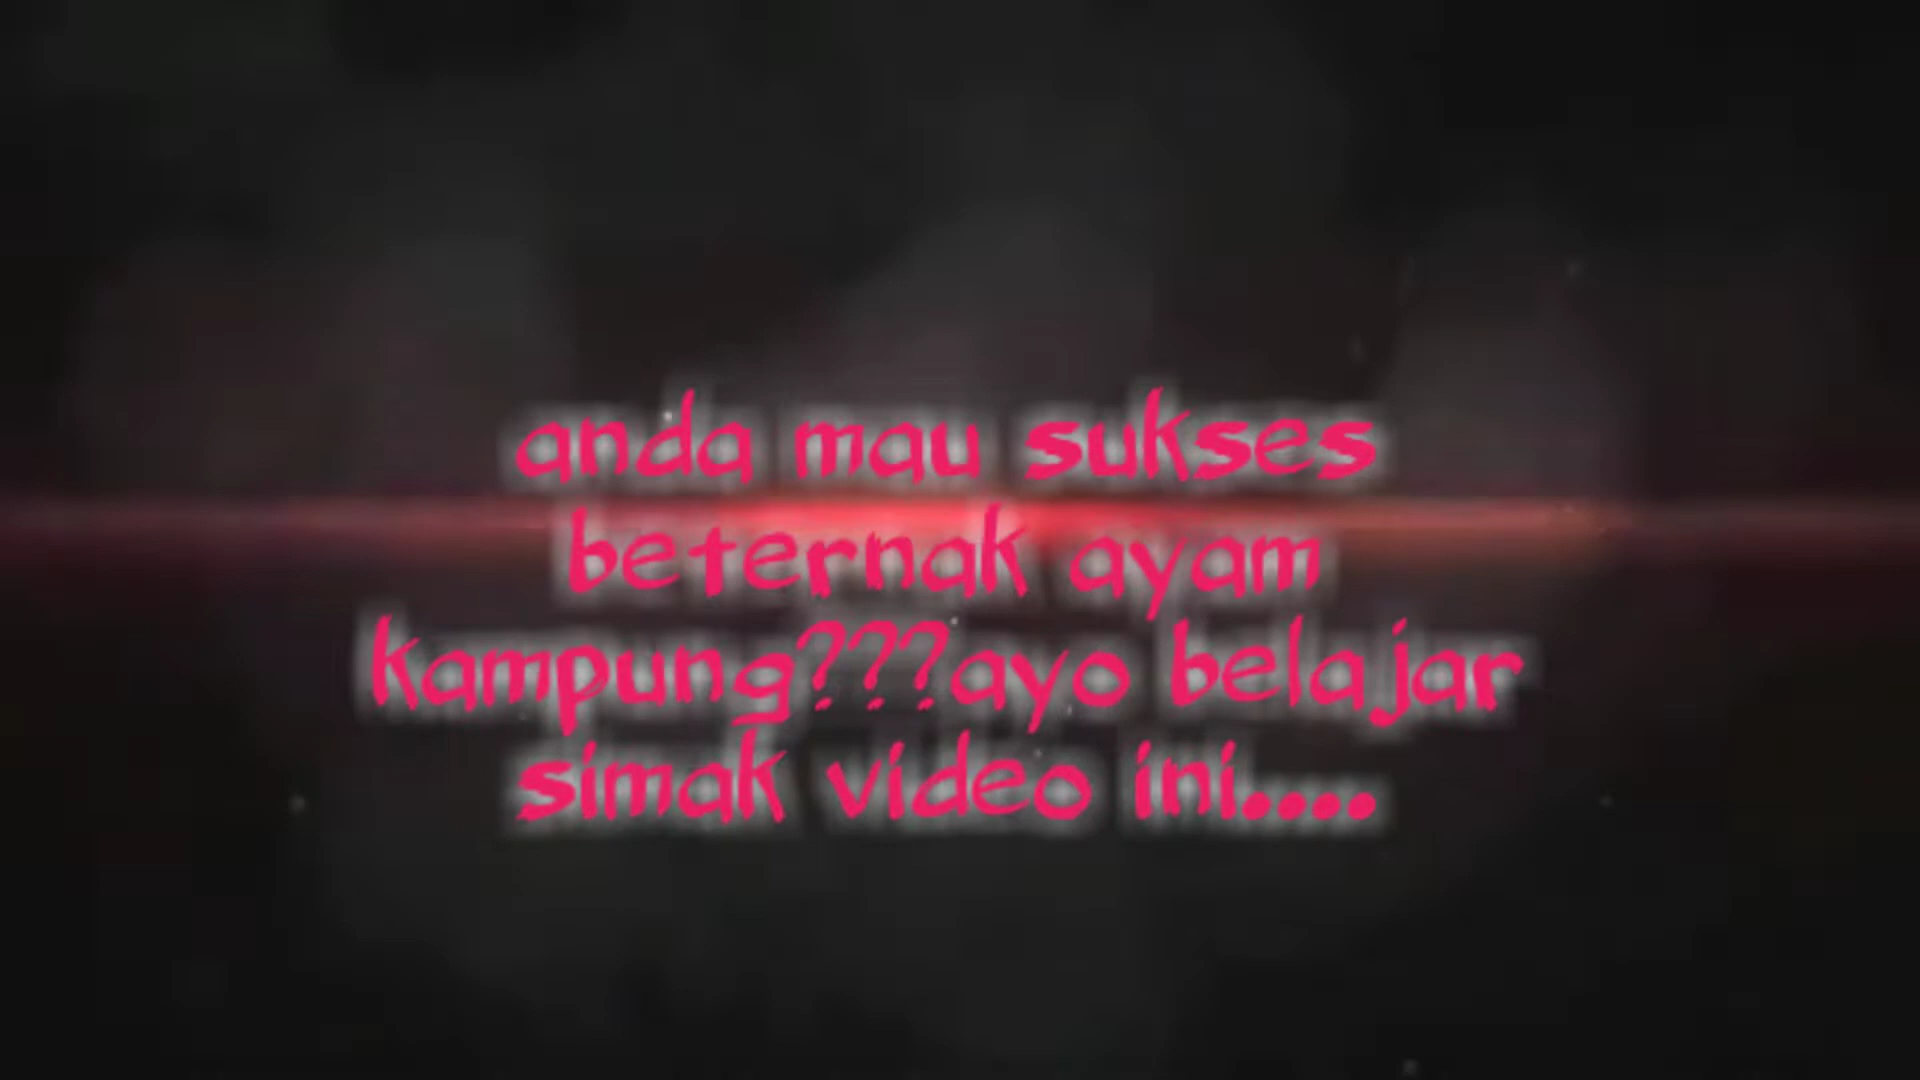 anda mau sukses
beternak ayam
kampung???ayo belajar
simak video ini....